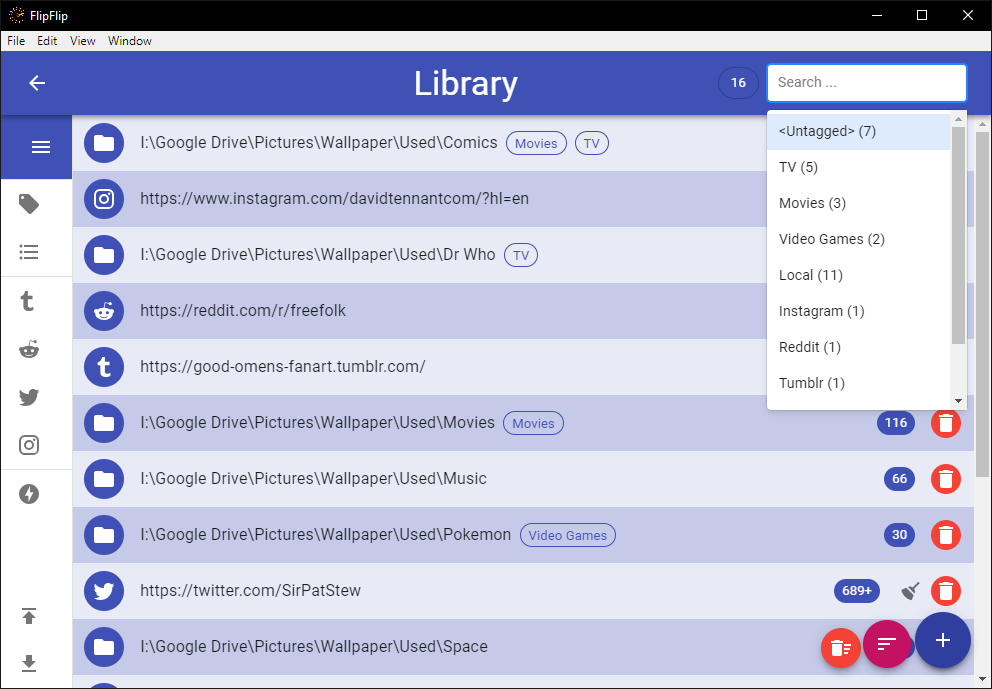 FlipFlip
File Edit View Window
Library
16
Search ...
<Untagged> (7)
TV (5)
Movies (3)
Video Games (2)
Local (11)
Instagram (1)
Reddit (1)
Tumblr (1)
I:\Google Drive\Pictures\Wallpaper\Used\Comics Movies TV
https://www.instagram.com/davidtennantcom/?hl=en
I:\Google Drive\Pictures\Wallpaper\Used\Dr Who TV
https://reddit.com/r/freefolk
https://good-omens-fanart.tumblr.com/
I:\Google Drive\Pictures\Wallpaper\Used\Movies Movies 116
I:\Google Drive\Pictures\Wallpaper\Used\Music 66
I:\Google Drive\Pictures\Wallpaper\Used\Pokemon Video Games 30
https://twitter.com/SirPatStew 689+
I:\Google Drive\Pictures\Wallpaper\Used\Space